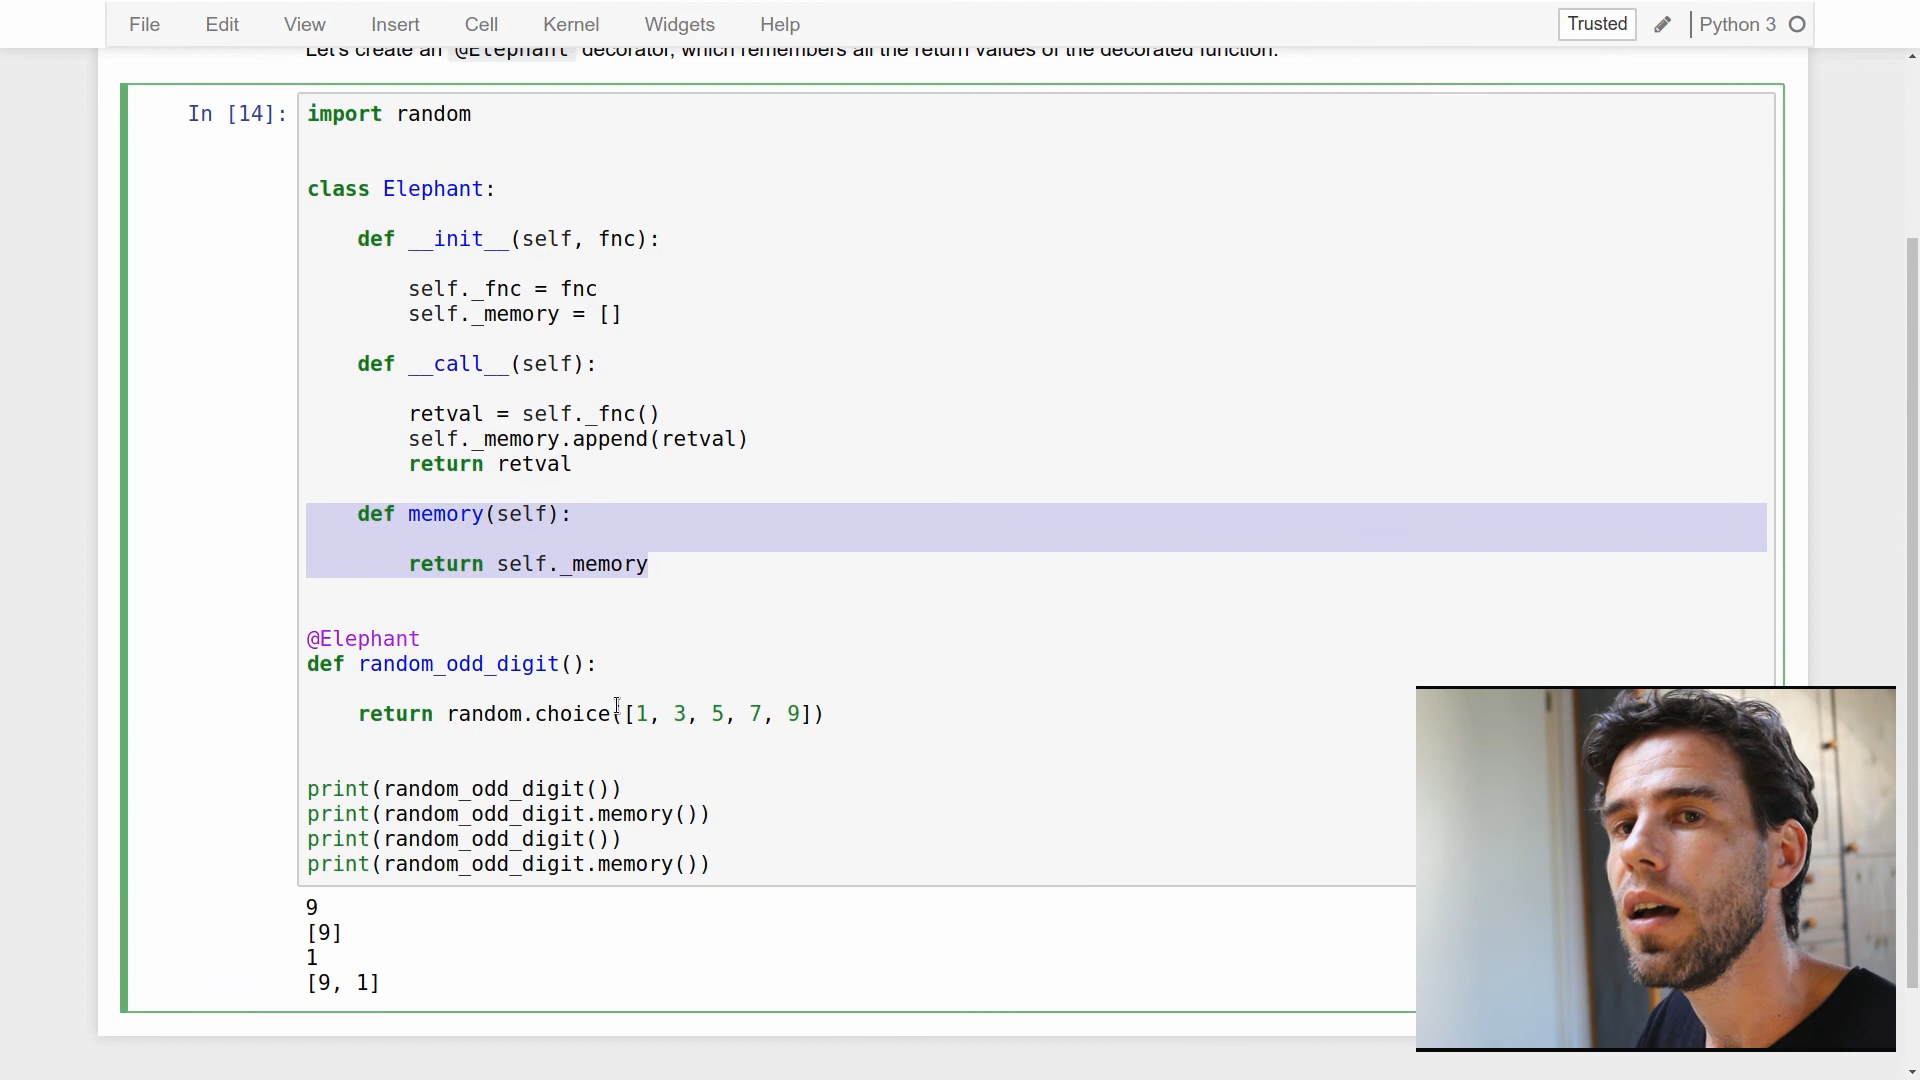 File Edit View Insert Cell Kernel Widgets Help Trusted Python 3
Let's create an @Elephant decorator, which remembers all the return values of the decorated function.
In [14]: import random
class Elephant:
def __init__(self, fnc):
self._fnc = fnc
self._memory = []
def __call__(self):
retval = self._fnc()
self._memory.append(retval)
return retval
def memory(self):
return self._memory
@Elephant
def random_odd_digit():
return random.choice([1, 3, 5, 7, 9])
print(random_odd_digit())
print(random_odd_digit.memory())
print(random_odd_digit())
print(random_odd_digit.memory())
9
[9]
1
[9, 1]